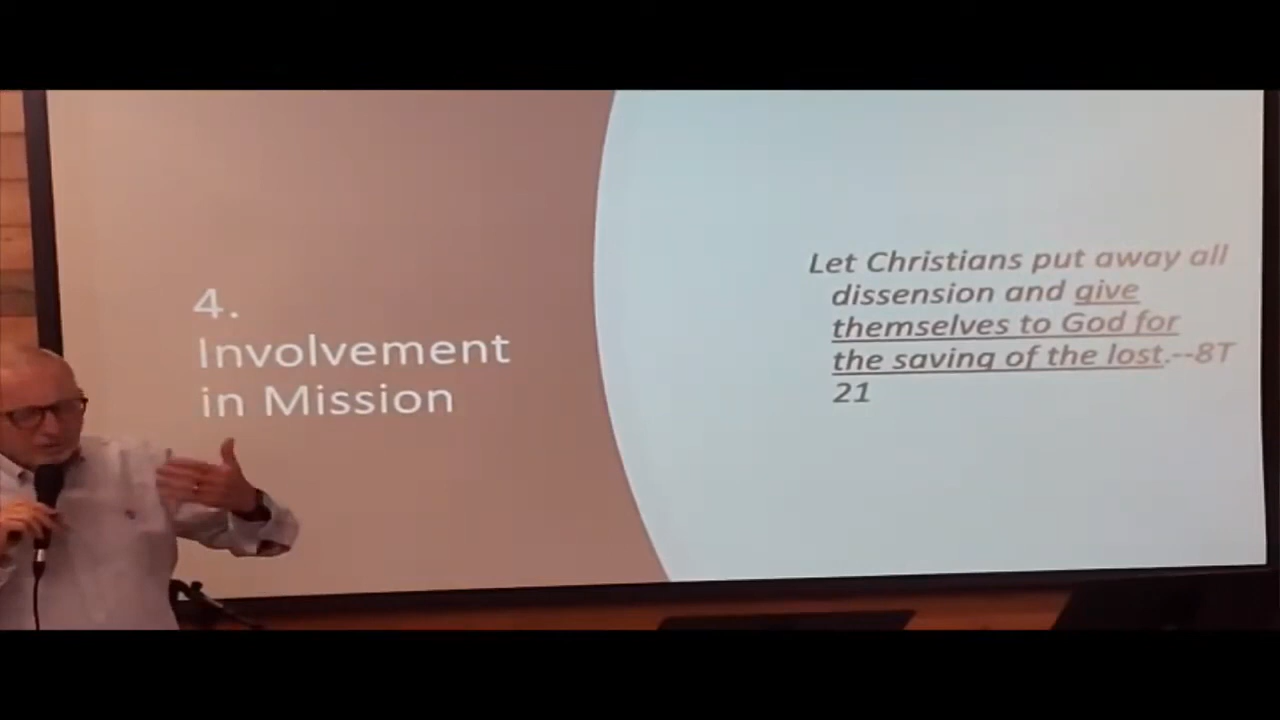 4.
Involvement
in Mission
Let Christians put away all
dissension and give
themselves to God for
the saving of the lost.--8T
21